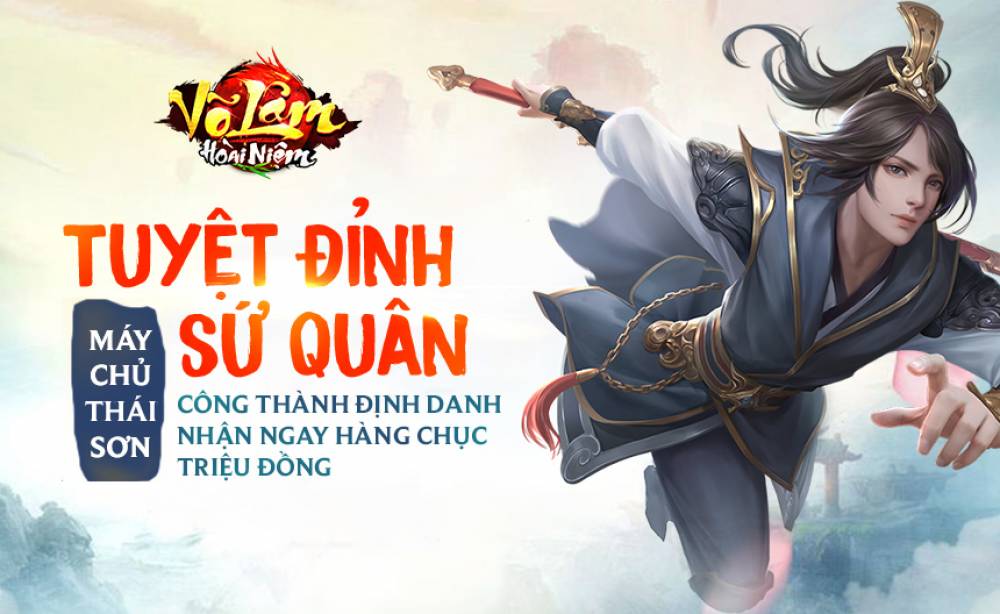 Võ Lâm
Hoài Niệm
TUYỆT ĐỈNH
SỨ QUÂN
MÁY
CHỦ
THÁI
SƠN
CÔNG THÀNH ĐỊNH DANH
NHẬN NGAY HÀNG CHỤC
TRIỆU ĐỒNG